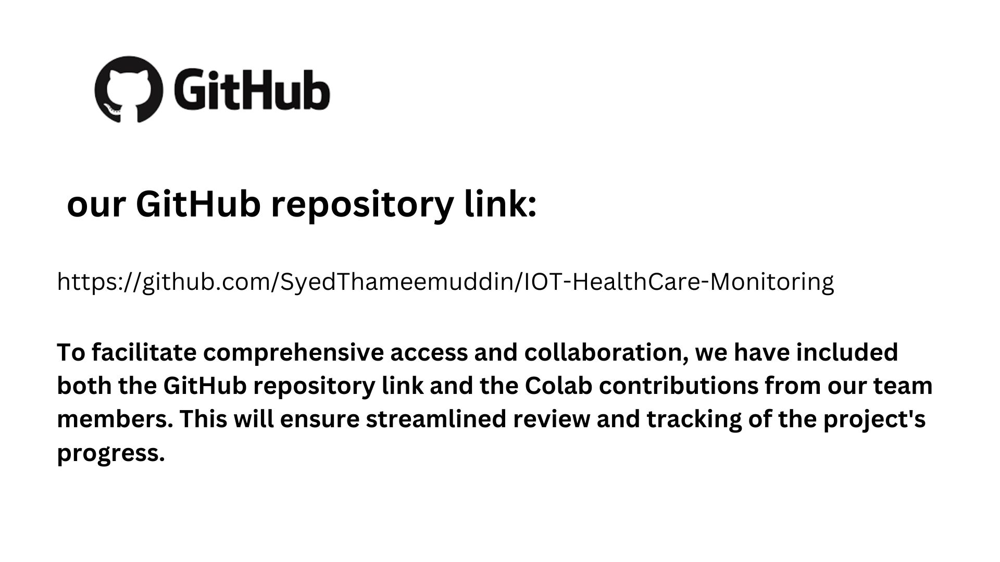 GitHub
our GitHub repository link:
https://github.com/SyedThameemuddin/IOT-HealthCare-Monitoring
To facilitate comprehensive access and collaboration, we have included
both the GitHub repository link and the Colab contributions from our team
members. This will ensure streamlined review and tracking of the project's
progress.